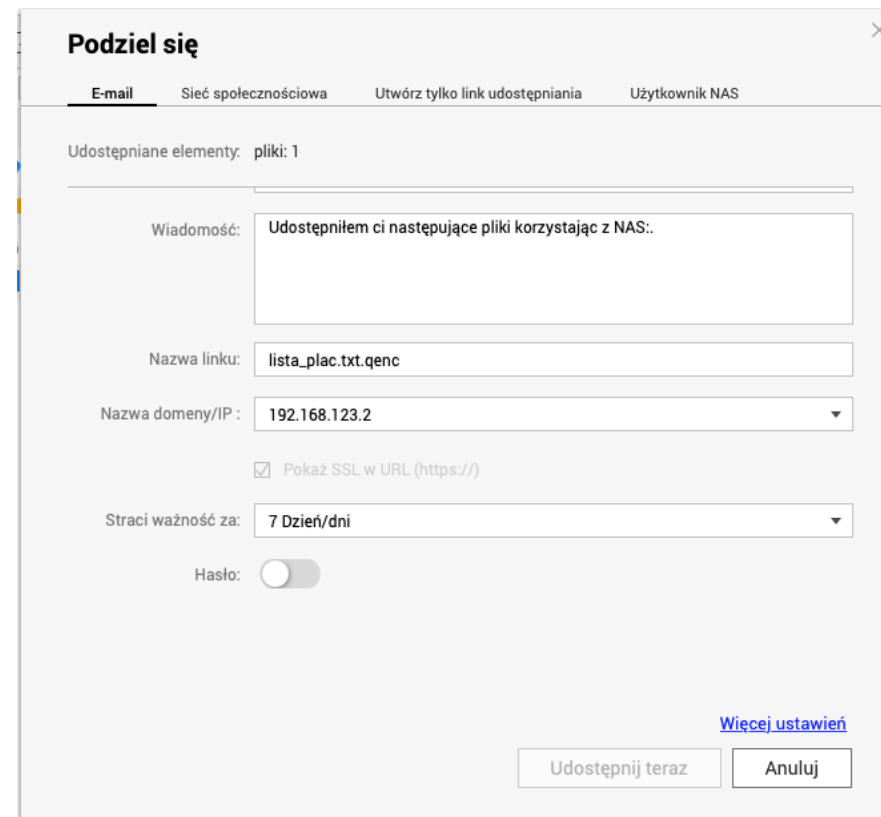 Podziel się
E-mail Sieć społecznościowa Utwórz tylko link udostępniania Użytkownik NAS
Udostępniane elementy: pliki: 1
Wiadomość: Udostępniłem ci następujące pliki korzystając z NAS:.
Nazwa linku: lista_plac.txt.qenc
Nazwa domeny/IP : 192.168.123.2
Pokaż SSL w URL (https://)
Straci ważność za: 7 Dzień/dni
Hasło:
Więcej ustawień
Udostępnij teraz Anuluj